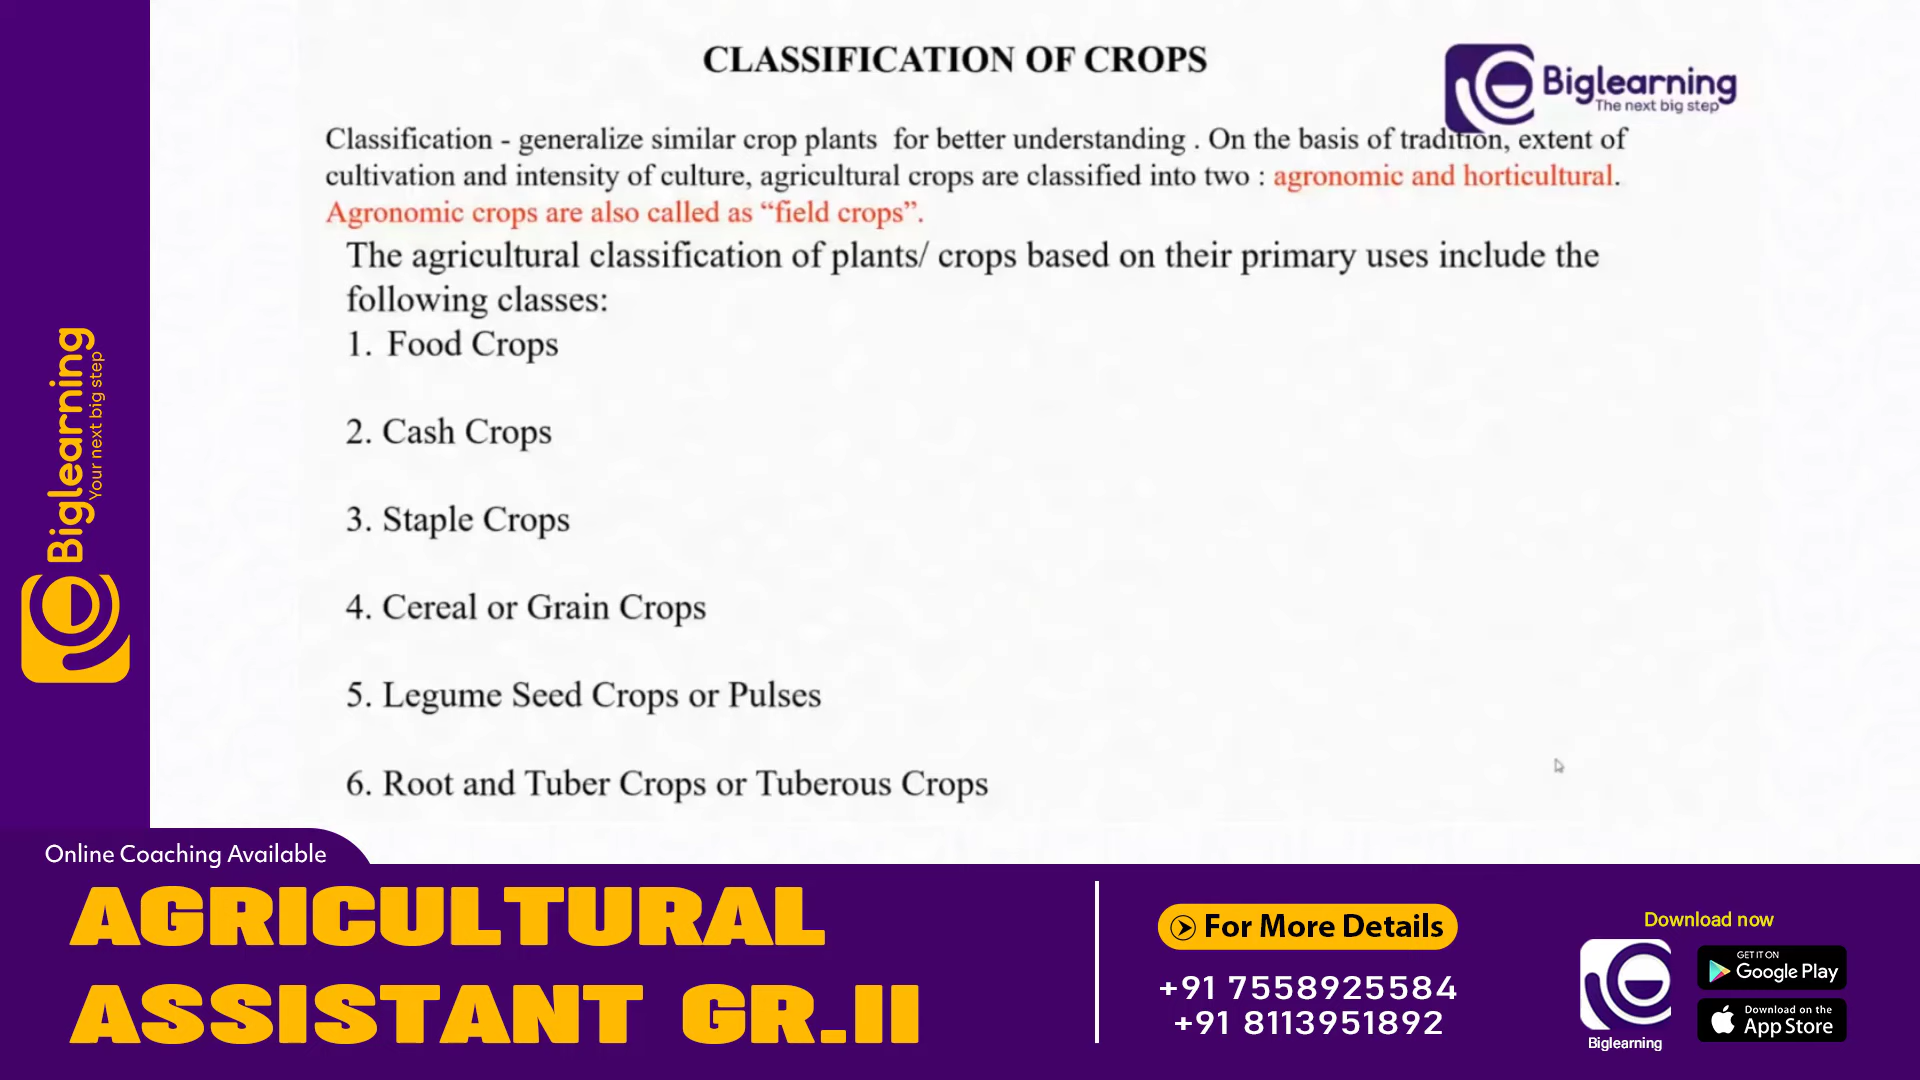 CLASSIFICATION OF CROPS
Biglearning
The next big step
Classification - generalize similar crop plants for better understanding . On the basis of tradition, extent of
cultivation and intensity of culture, agricultural crops are classified into two : agronomic and horticultural.
Agronomic crops are also called as “field crops”.
The agricultural classification of plants/ crops based on their primary uses include the
following classes:
1. Food Crops
2. Cash Crops
3. Staple Crops
4. Cereal or Grain Crops
5. Legume Seed Crops or Pulses
6. Root and Tuber Crops or Tuberous Crops
Biglearning
Your next big step
Online Coaching Available
AGRICULTURAL
ASSISTANT GR.II
For More Details
+91 7558925584
+91 8113951892
Download now
Biglearning
GET IT ON
Google Play
Download on the
App Store